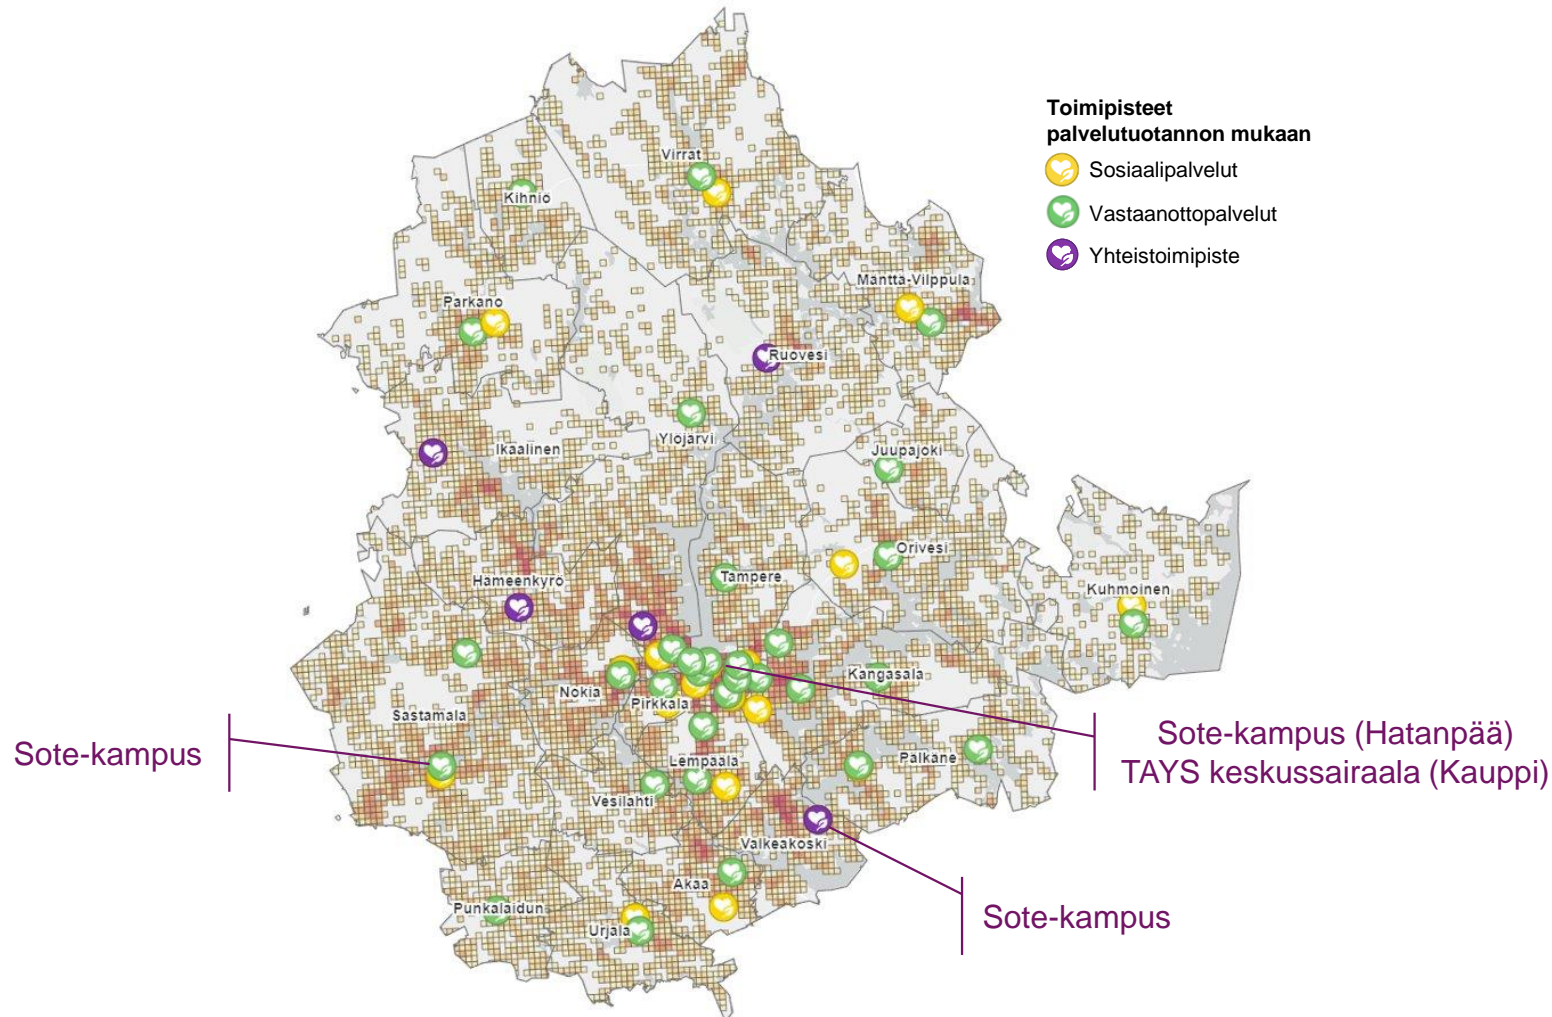 Toimipisteet
palvelutuotannon mukaan
Sosiaalipalvelut
Vastaanottopalvelut
Yhteistoimipiste
Virrat
Kihniö
Mänttä-Vilppula
Parkano
Ruovesi
Ylöjärvi
Ikaalinen
Juupajoki
Orivesi
Tampere
Hämeenkyrö
Kuhmoinen
Kangasala
Nokia
Pirkkala
Sastamala
Sote-kampus
Sote-kampus (Hatanpää)
TAYS keskussairaala (Kauppi)
Lempäälä
Pälkäne
Vesilahti
Valkeakoski
Akaa
Punkalaidun
Sote-kampus
Urjala